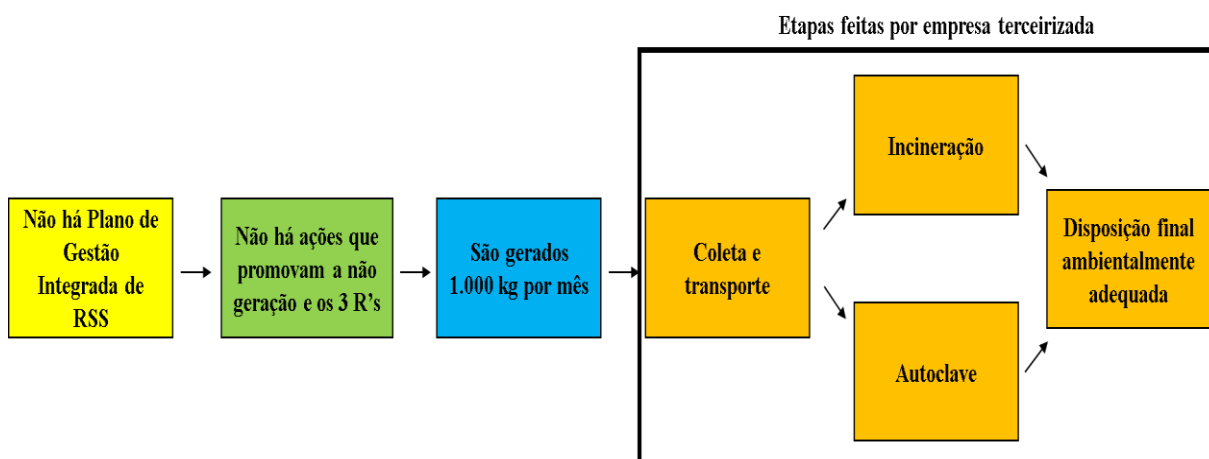 Etapas feitas por empresa terceirizada
Não há Plano de
Gestão
Integrada de
RSS
Não há ações que
promovam a não
geração e os 3 R’s
São gerados
1.000 kg por mês
Coleta e
transporte
Incineração
Autoclave
Disposição final
ambientalmente
adequada